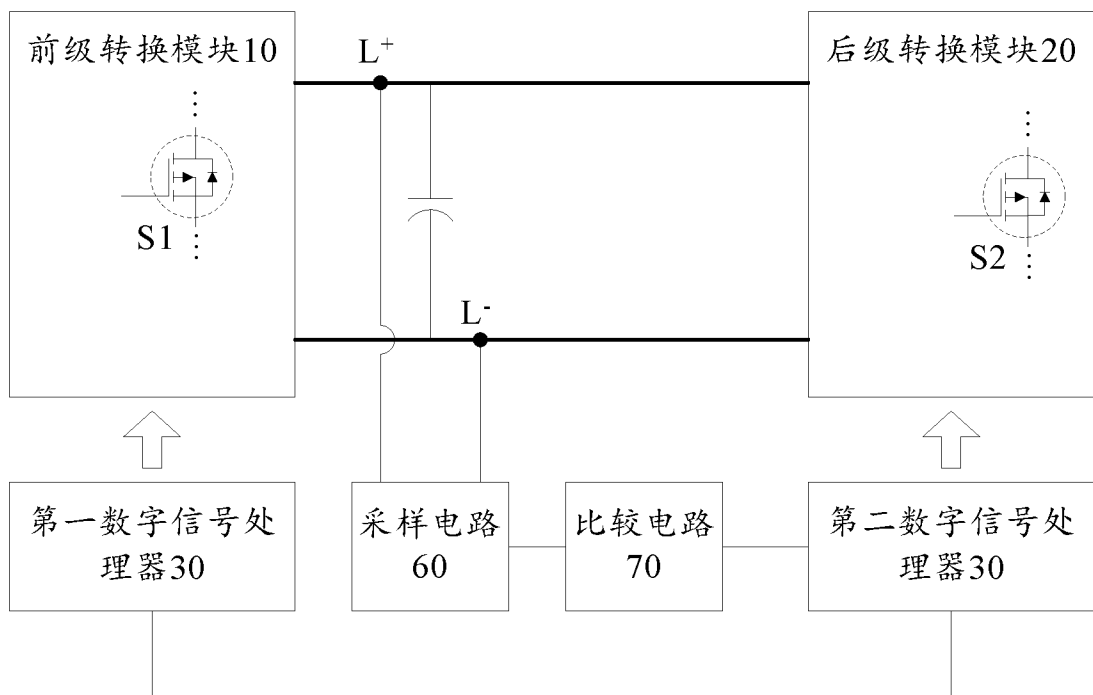 前级转换模块10
L+
后级转换模块20
S1
S2
L-
第一数字信号处
理器30
采样电路
60
比较电路
70
第二数字信号处
理器30